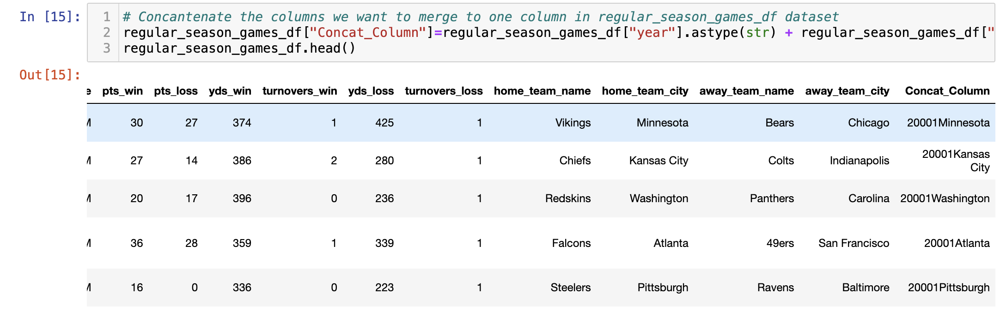 In [15]:
1 # Concantenate the columns we want to merge to one column in regular_season_games_df dataset
2 regular_season_games_df["Concat_Column"]=regular_season_games_df["year"].astype(str) + regular_season_games_df["
3 regular_season_games_df.head()
Out[15]:
e pts_win pts_loss yds_win turnovers_win yds_loss turnovers_loss home_team_name home_team_city away_team_name away_team_city Concat_Column
M 30 27 374 1 425 1 Vikings Minnesota Bears Chicago 20001Minnesota
M 27 14 386 2 280 1 Chiefs Kansas City Colts Indianapolis 20001Kansas
City
M 20 17 396 0 236 1 Redskins Washington Panthers Carolina 20001Washington
M 36 28 359 1 339 1 Falcons Atlanta 49ers San Francisco 20001Atlanta
M 16 0 336 0 223 1 Steelers Pittsburgh Ravens Baltimore 20001Pittsburgh